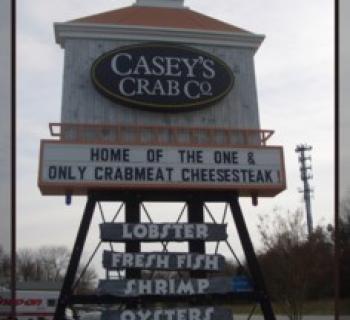 CASEY'S
CRAB CO.
HOME OF THE ONE &
ONLY CRABMEAT CHEESESTEAK!
LOBSTER
FRESH FISH
SHRIMP
OYSTERS